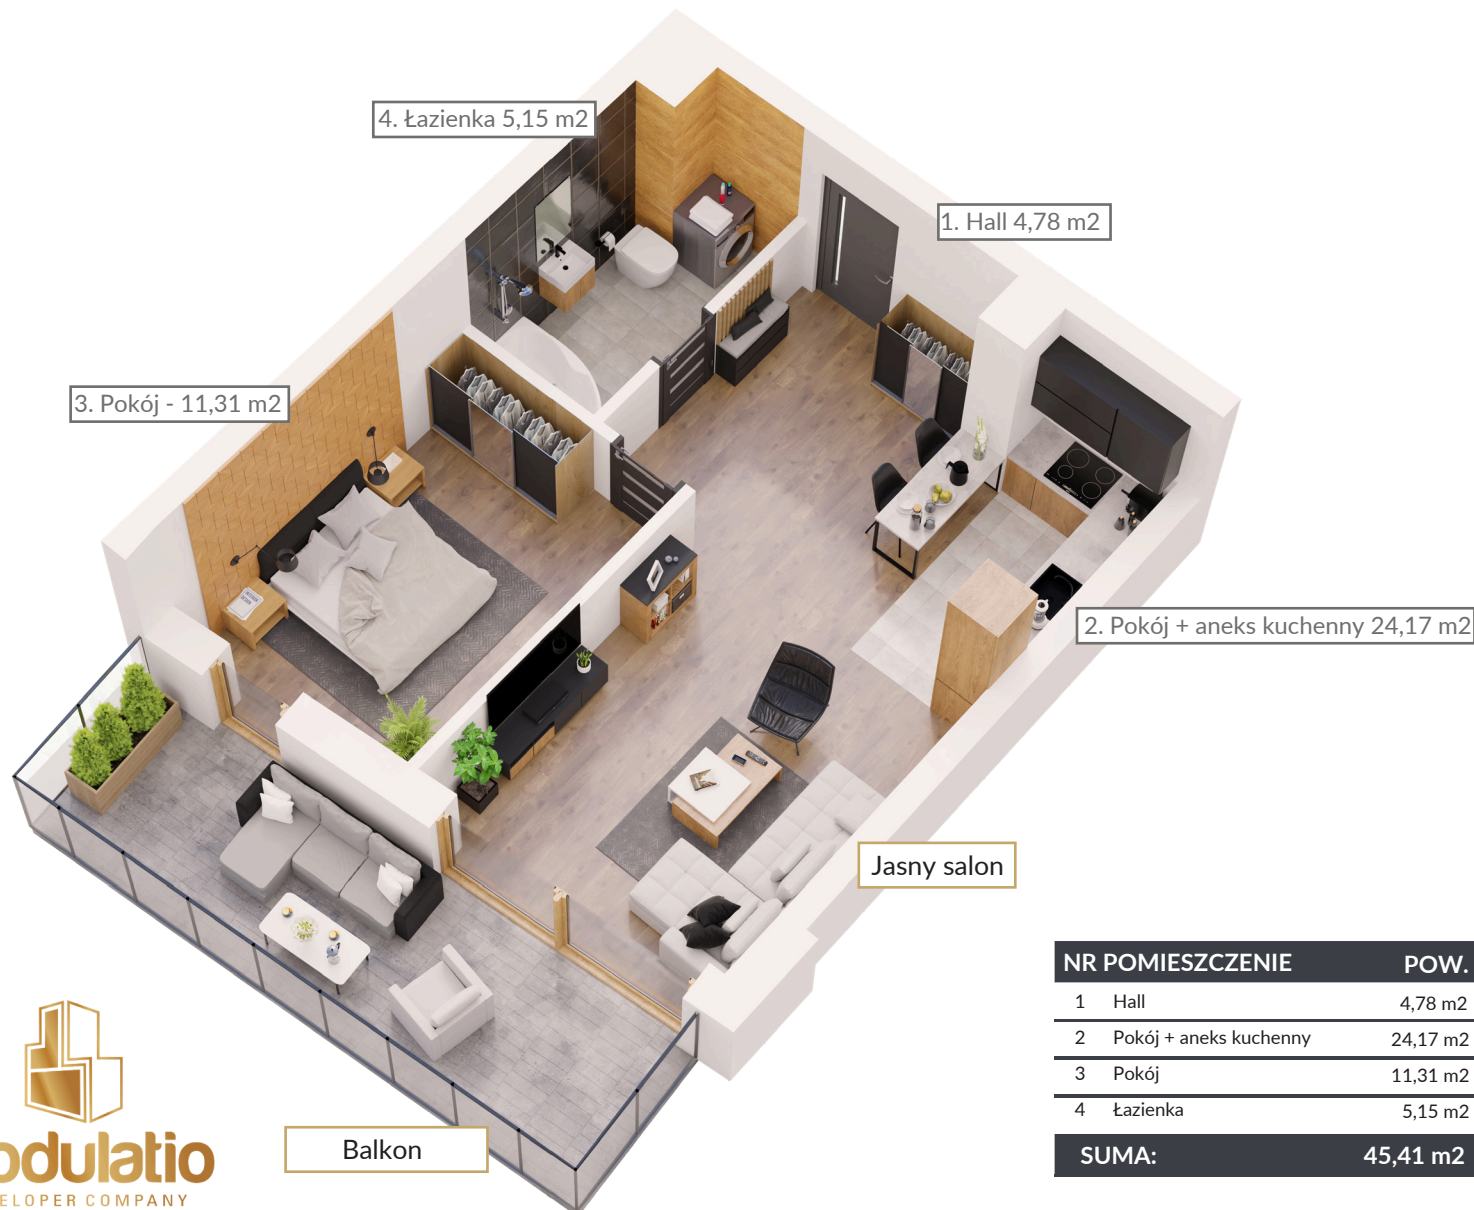 4. Łazienka 5,15 m2
1. Hall 4,78 m2
3. Pokój - 11,31 m2
2. Pokój + aneks kuchenny 24,17 m2
Jasny salon
Balkon
NR POMIESZCZENIE POW.
1 Hall 4,78 m2
2 Pokój + aneks kuchenny 24,17 m2
3 Pokój 11,31 m2
4 Łazienka 5,15 m2
SUMA: 45,41 m2
odulatio
ELOPER COMPANY